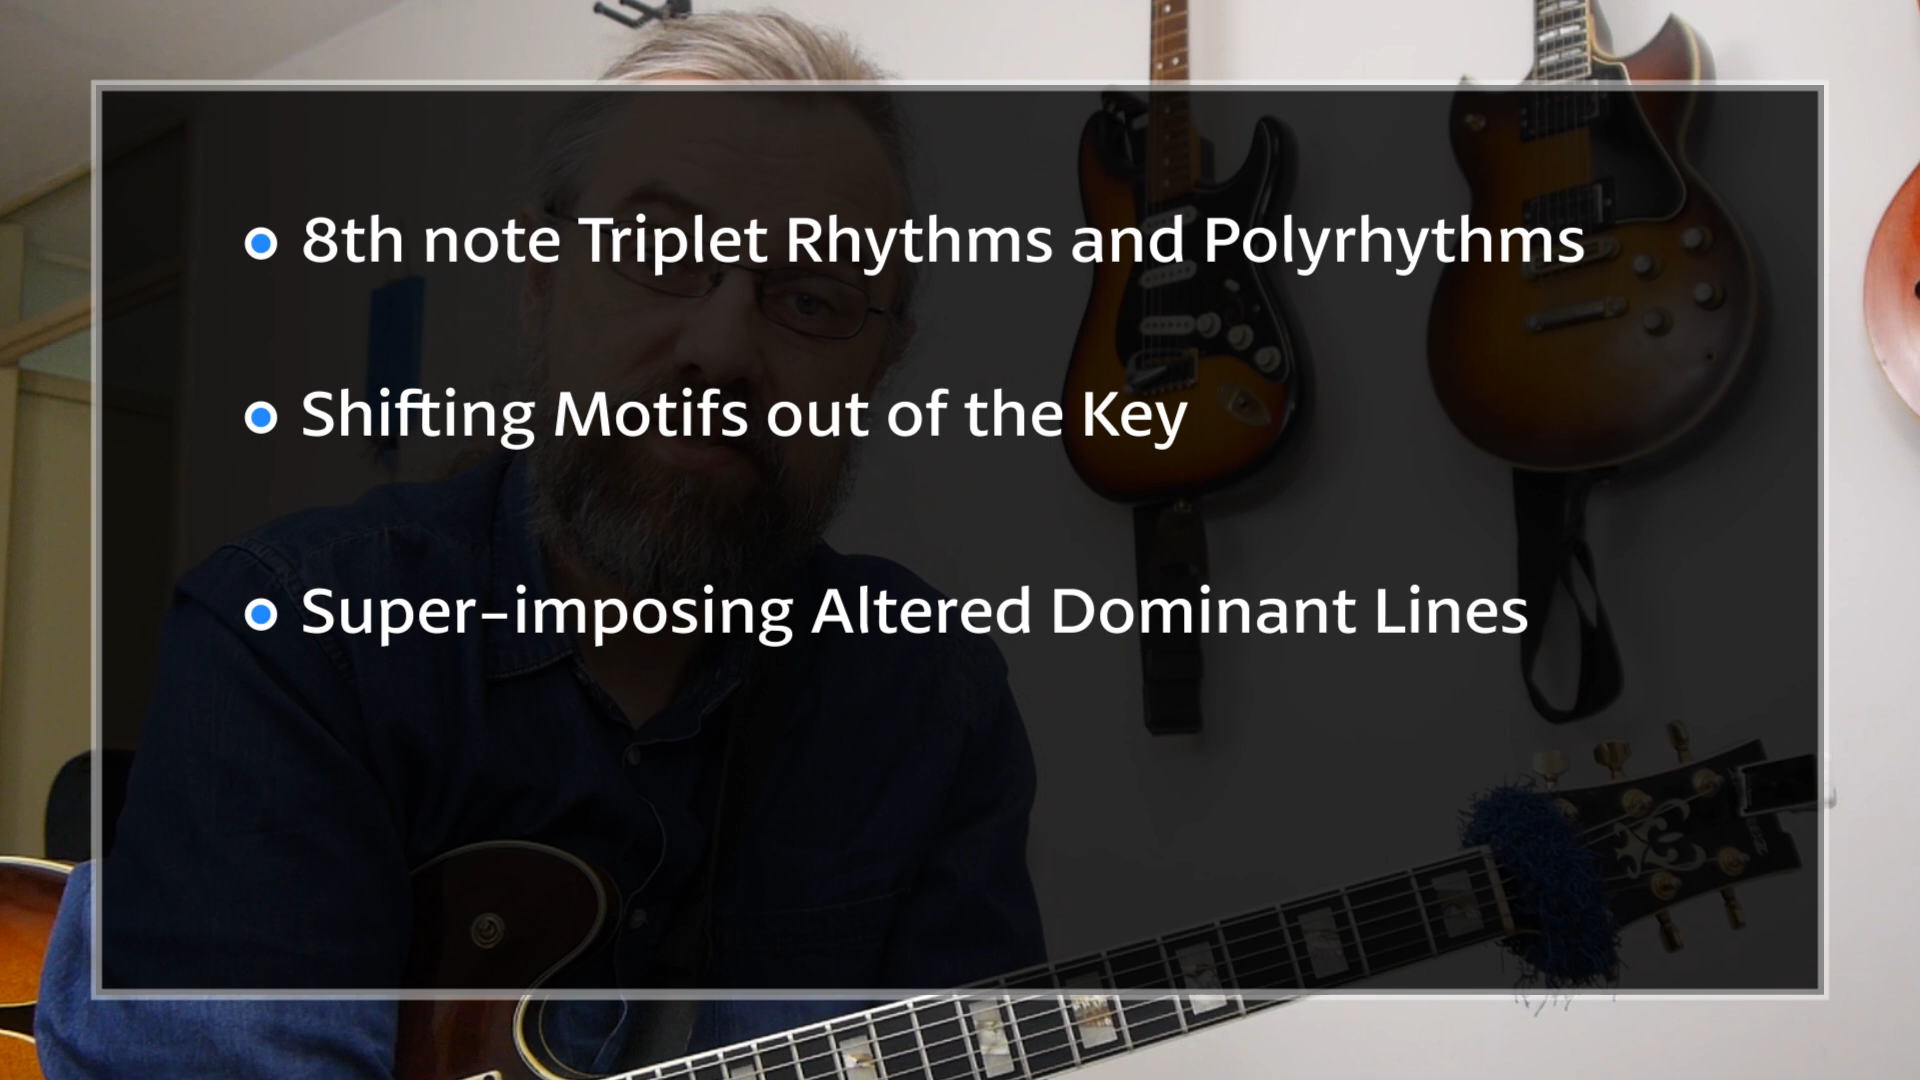 8th note Triplet Rhythms and Polyrhythms
Shifting Motifs out of the Key
Super-imposing Altered Dominant Lines